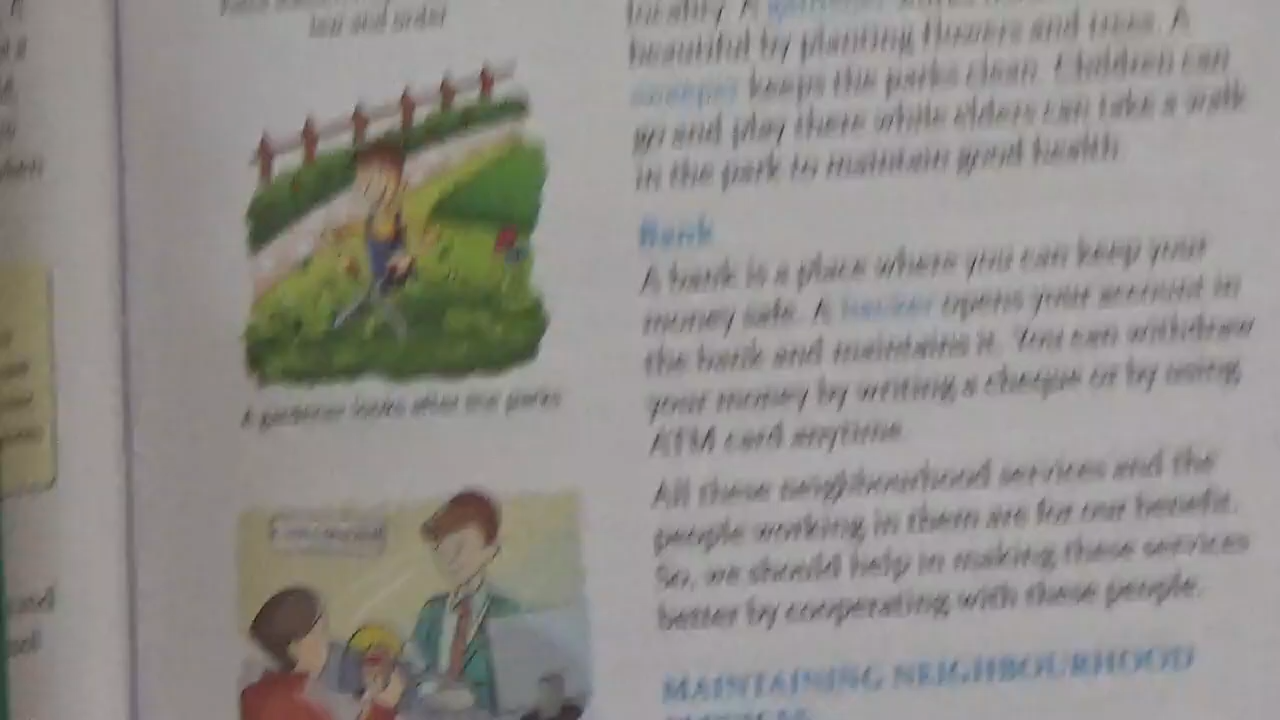 law and order
A gardener looks after the parks
beautiful by planting flowers and trees. A
sweeper keeps the parks clean. Children can
go and play there while elders can take a walk
in the park to maintain good health.
Bank
A bank is a place where you can keep your
money safe. A banker opens your account in
the bank and maintains it. You can withdraw
your money by writing a cheque or by using
ATM card anytime.
All these neighbourhood services and the
people working in them are for our benefit.
So, we should help in making these services
better by cooperating with these people.
MAINTAINING NEIGHBOURHOOD